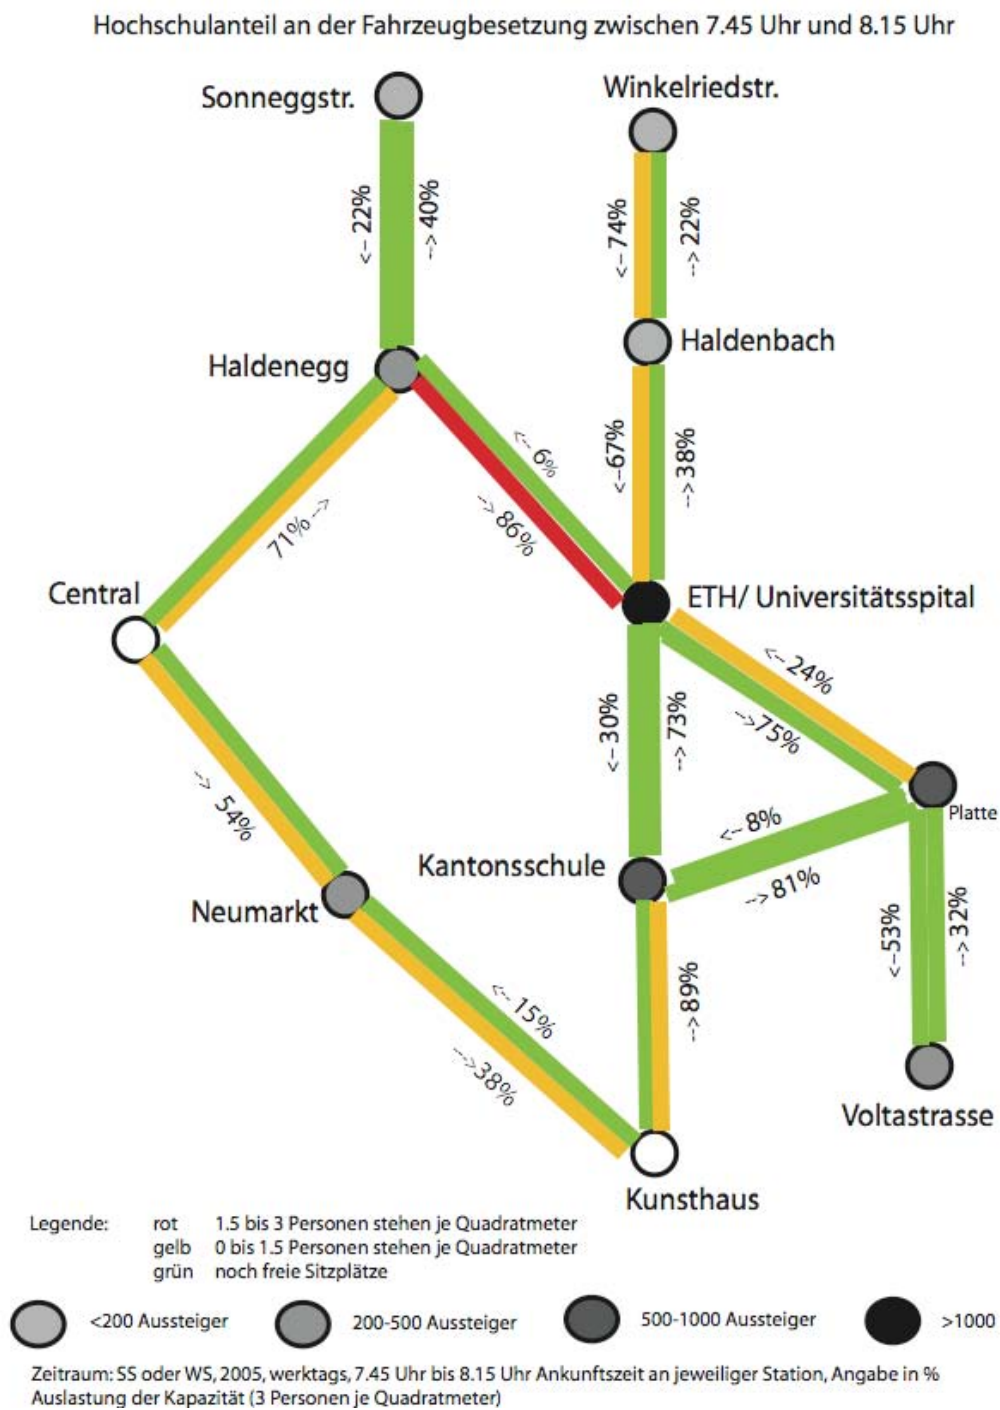 Hochschulanteil an der Fahrzeugbesetzung zwischen 7.45 Uhr und 8.15 Uhr
Sonneggstr.
Winkelriedstr.
<-- 22%
--> 40%
<-- 74%
--> 22%
Haldenegg
Haldenbach
<--67%
-->38%
<-- 6%
--> 86%
71% -->
Central
ETH/ Universitätsspital
<-- 24%
-->75%
<--30%
--> 73%
--> 54%
Platte
<-- 8%
--> 81%
Kantonsschule
Neumarkt
<--53%
--> 32%
-->89%
<-- 15%
-->38%
Voltastrasse
Kunsthaus
Legende: rot 1.5 bis 3 Personen stehen je Quadratmeter
gelb 0 bis 1.5 Personen stehen je Quadratmeter
grün noch freie Sitzplätze
<200 Aussteiger 200-500 Aussteiger 500-1000 Aussteiger >1000
Zeitraum: SS oder WS, 2005, werktags, 7.45 Uhr bis 8.15 Uhr Ankunftszeit an jeweiliger Station, Angabe in %
Auslastung der Kapazität (3 Personen je Quadratmeter)